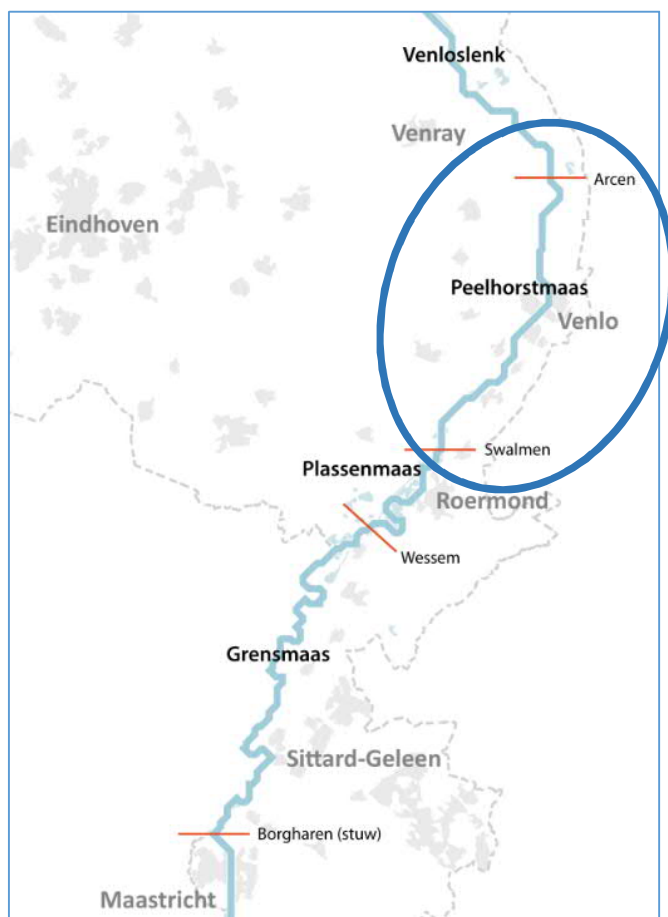 Venloslenk
Venray
Arcen
Eindhoven
Peelhorstmaas
Venlo
Swalmen
Plassenmaas
Roermond
Wessem
Grensmaas
Sittard-Geleen
Borgharen (stuw)
Maastricht